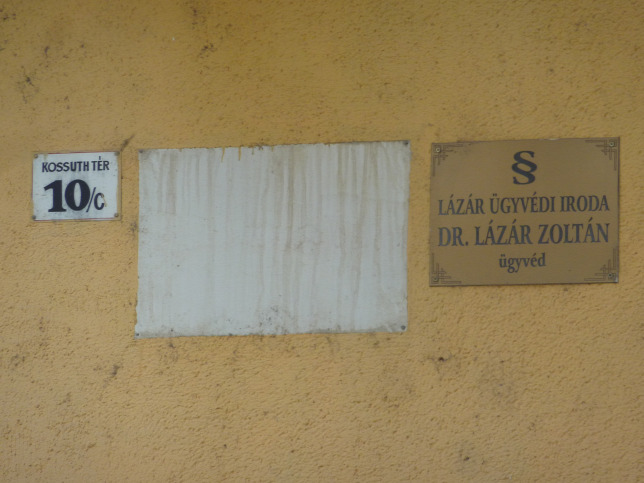 KOSSUTH TÉR
10/C
§
LÁZÁR ÜGYVÉDI IRODA
DR. LÁZÁR ZOLTÁN
ügyvéd